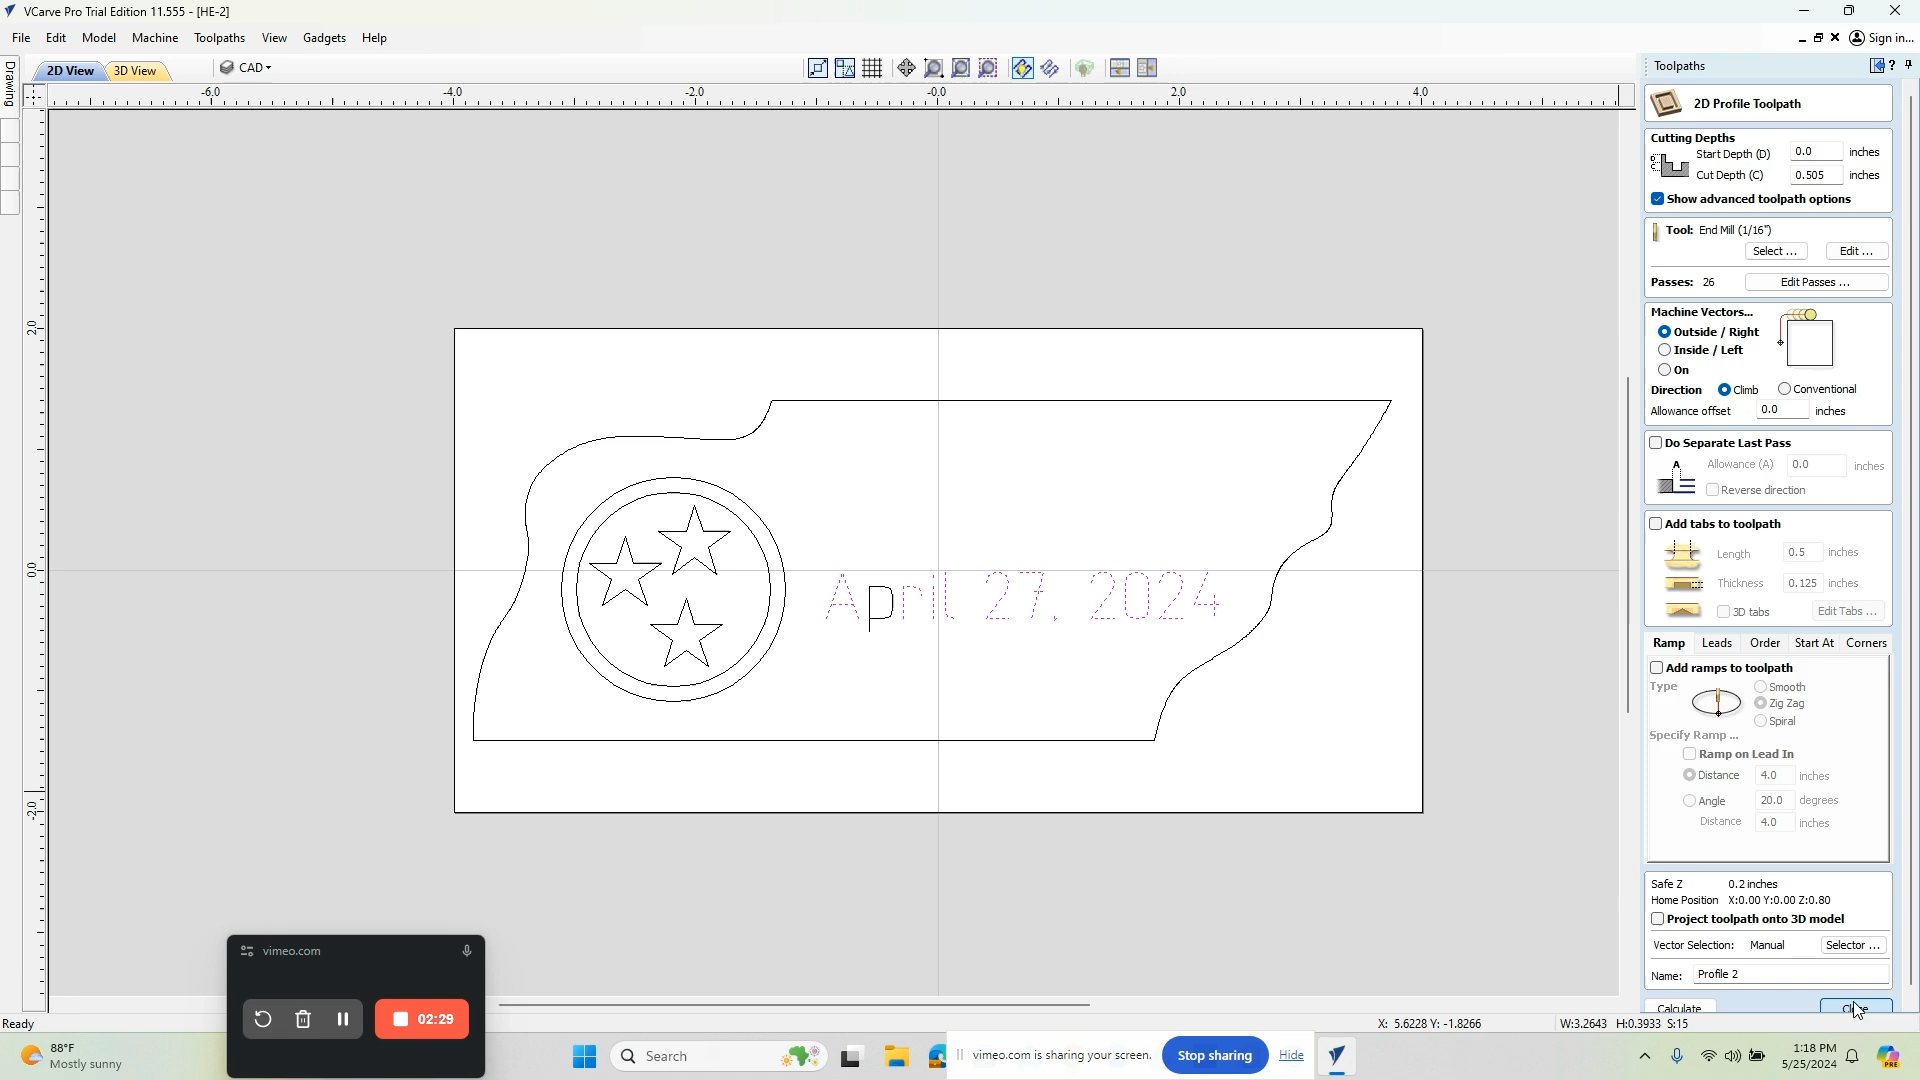 VCarve Pro Trial Edition 11.555 - [HE-2]
File Edit Model Machine Toolpaths View Gadgets Help
Sign in...
Drawing
2D View 3D View CAD
Toolpaths
-6.0 -4.0 -2.0 -0.0 2.0 4.0
2D Profile Toolpath
Cutting Depths
Start Depth (D) 0.0 inches
Cut Depth (C) 0.505 inches
Show advanced toolpath options
Tool: End Mill (1/16")
Select ... Edit ...
Passes: 26 Edit Passes ...
Machine Vectors...
Outside / Right
Inside / Left
On
Direction Climb Conventional
Allowance offset 0.0 inches
Do Separate Last Pass
A Allowance (A) 0.0 inches
Reverse direction
Add tabs to toolpath
Length 0.5 inches
Thickness 0.125 inches
3D tabs Edit Tabs ...
Ramp Leads Order Start At Corners
Add ramps to toolpath
Type Smooth
Zig Zag
Spiral
Specify Ramp ...
Ramp on Lead In
Distance 4.0 inches
Angle 20.0 degrees
Distance 4.0 inches
Safe Z 0.2 inches
Home Position X:0.00 Y:0.00 Z:0.80
Project toolpath onto 3D model
Vector Selection: Manual Selector ...
Name: Profile 2
Calculate
2.0
0.0
-2.0
April 27, 2024
vimeo.com
02:29
Ready
X: 5.6228 Y: -1.8266 W:3.2643 H:0.3933 S:15
88°F
Mostly sunny
Search
vimeo.com is sharing your screen. Stop sharing Hide
1:18 PM
5/25/2024
PRE